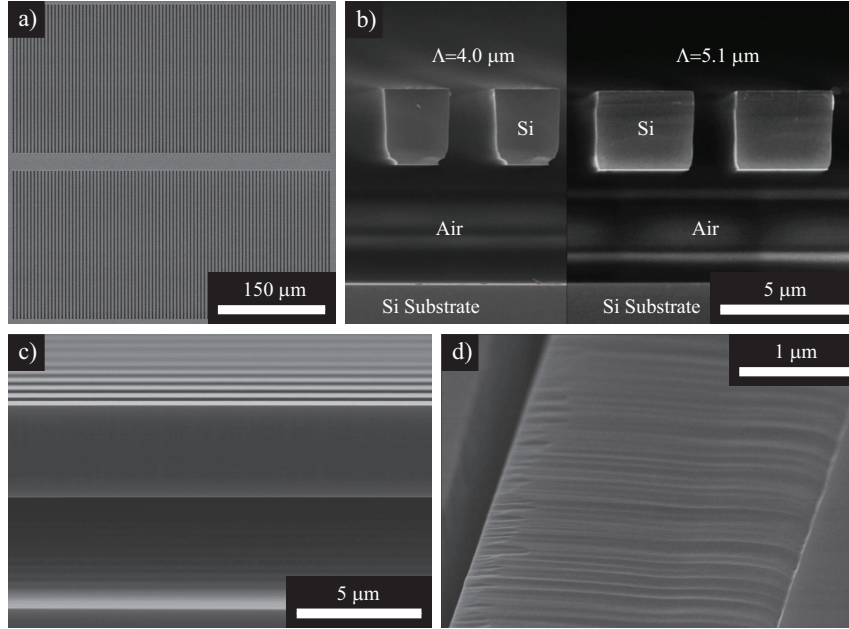 a)
150 μm
b)
Λ=4.0 μm
Λ=5.1 μm
Si
Si
Air
Air
Si Substrate
Si Substrate
5 μm
c)
5 μm
d)
1 μm